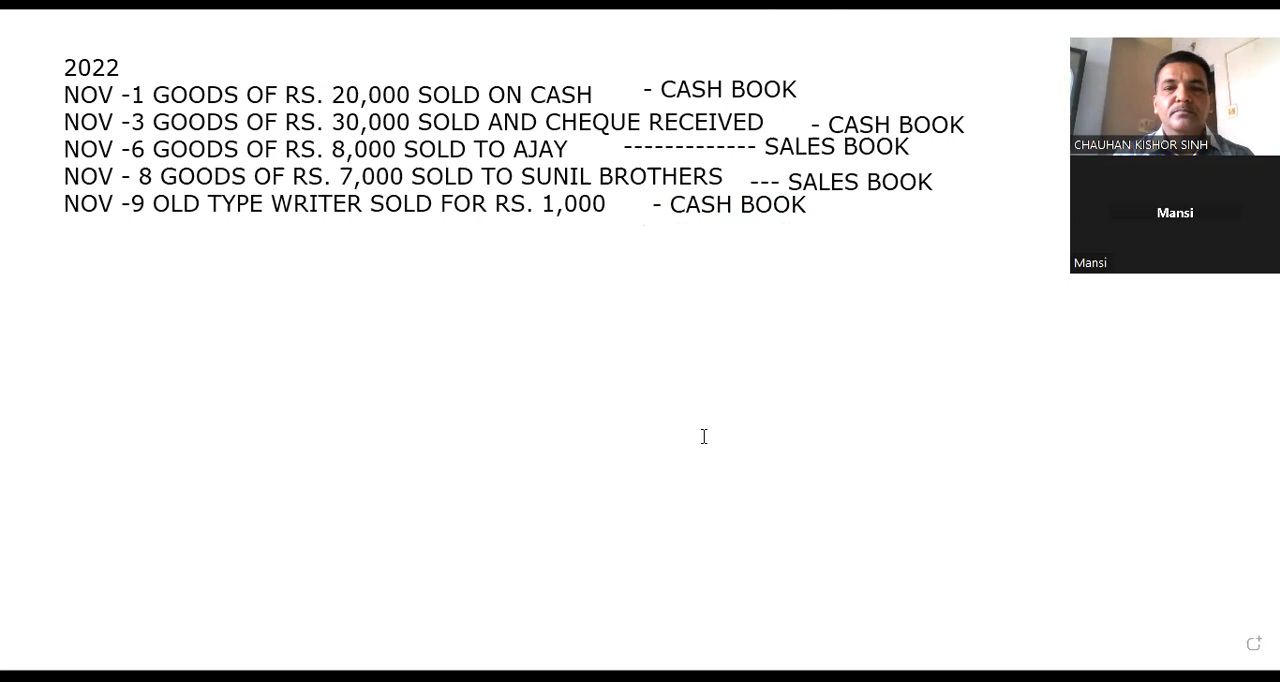 2022
NOV -1 GOODS OF RS. 20,000 SOLD ON CASH - CASH BOOK
NOV -3 GOODS OF RS. 30,000 SOLD AND CHEQUE RECEIVED - CASH BOOK
NOV -6 GOODS OF RS. 8,000 SOLD TO AJAY ------------- SALES BOOK
NOV - 8 GOODS OF RS. 7,000 SOLD TO SUNIL BROTHERS --- SALES BOOK
NOV -9 OLD TYPE WRITER SOLD FOR RS. 1,000 - CASH BOOK
CHAUHAN KISHOR SINH
Mansi
Mansi